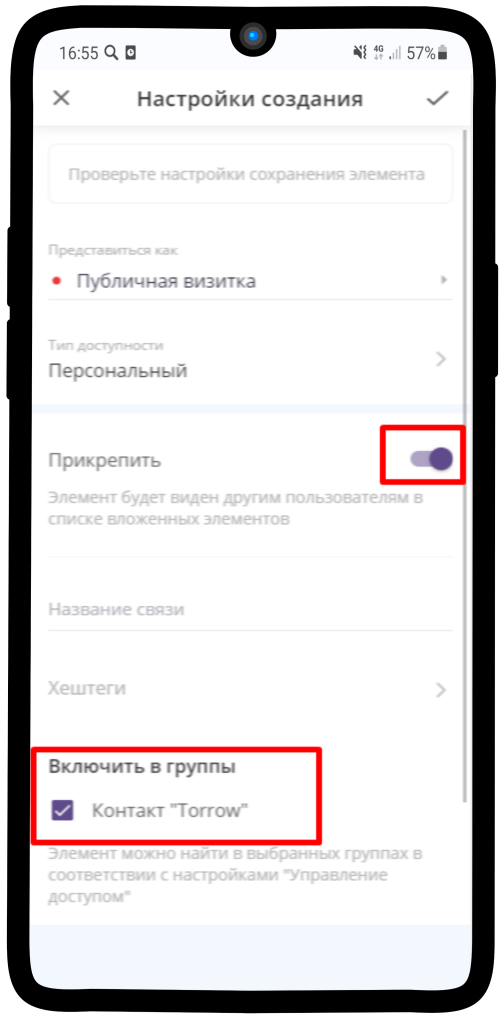 16:55
4G
57%
Настройки создания
Проверьте настройки сохранения элемента
Представиться как
Публичная визитка
Тип доступности
Персональный
Прикрепить
Элемент будет виден другим пользователям в
списке вложенных элементов
Название связи
Хештеги
Включить в группы
Контакт "Torrow"
Элемент можно найти в выбранных группах в
соответствии с настройками "Управление
доступом"